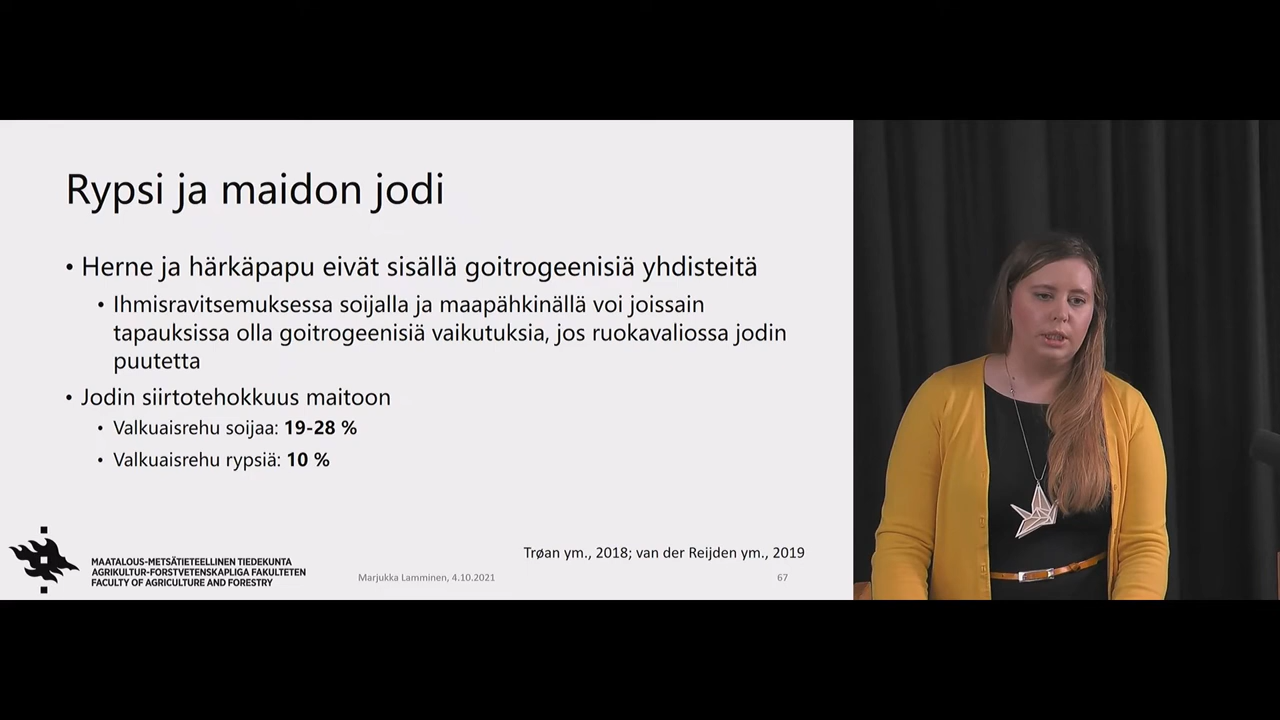 Rypsi ja maidon jodi
• Herne ja härkäpapu eivät sisällä goitrogeenisiä yhdisteitä
• Ihmisravitsemuksessa soijalla ja maapähkinällä voi joissain
tapauksissa olla goitrogeenisiä vaikutuksia, jos ruokavaliossa jodin
puutetta
• Jodin siirtotehokkuus maitoon
• Valkuaisrehu soijaa: 19-28 %
• Valkuaisrehu rypsiä: 10 %
Trøan ym., 2018; van der Reijden ym., 2019
MAATALOUS-METSÄTIETEELLINEN TIEDEKUNTA
AGRIKULTUR-FORSTVETENSKAPLIGA FAKULTETEN
FACULTY OF AGRICULTURE AND FORESTRY
Marjukka Lamminen, 4.10.2021
67